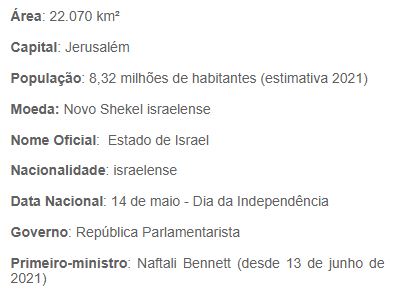 Área: 22.070 km²
Capital: Jerusalém
População: 8,32 milhões de habitantes (estimativa 2021)
Moeda: Novo Shekel israelense
Nome Oficial:  Estado de Israel
Nacionalidade: israelense
Data Nacional: 14 de maio - Dia da Independência
Governo: República Parlamentarista
Primeiro-ministro: Naftali Bennett (desde 13 de junho de
2021)